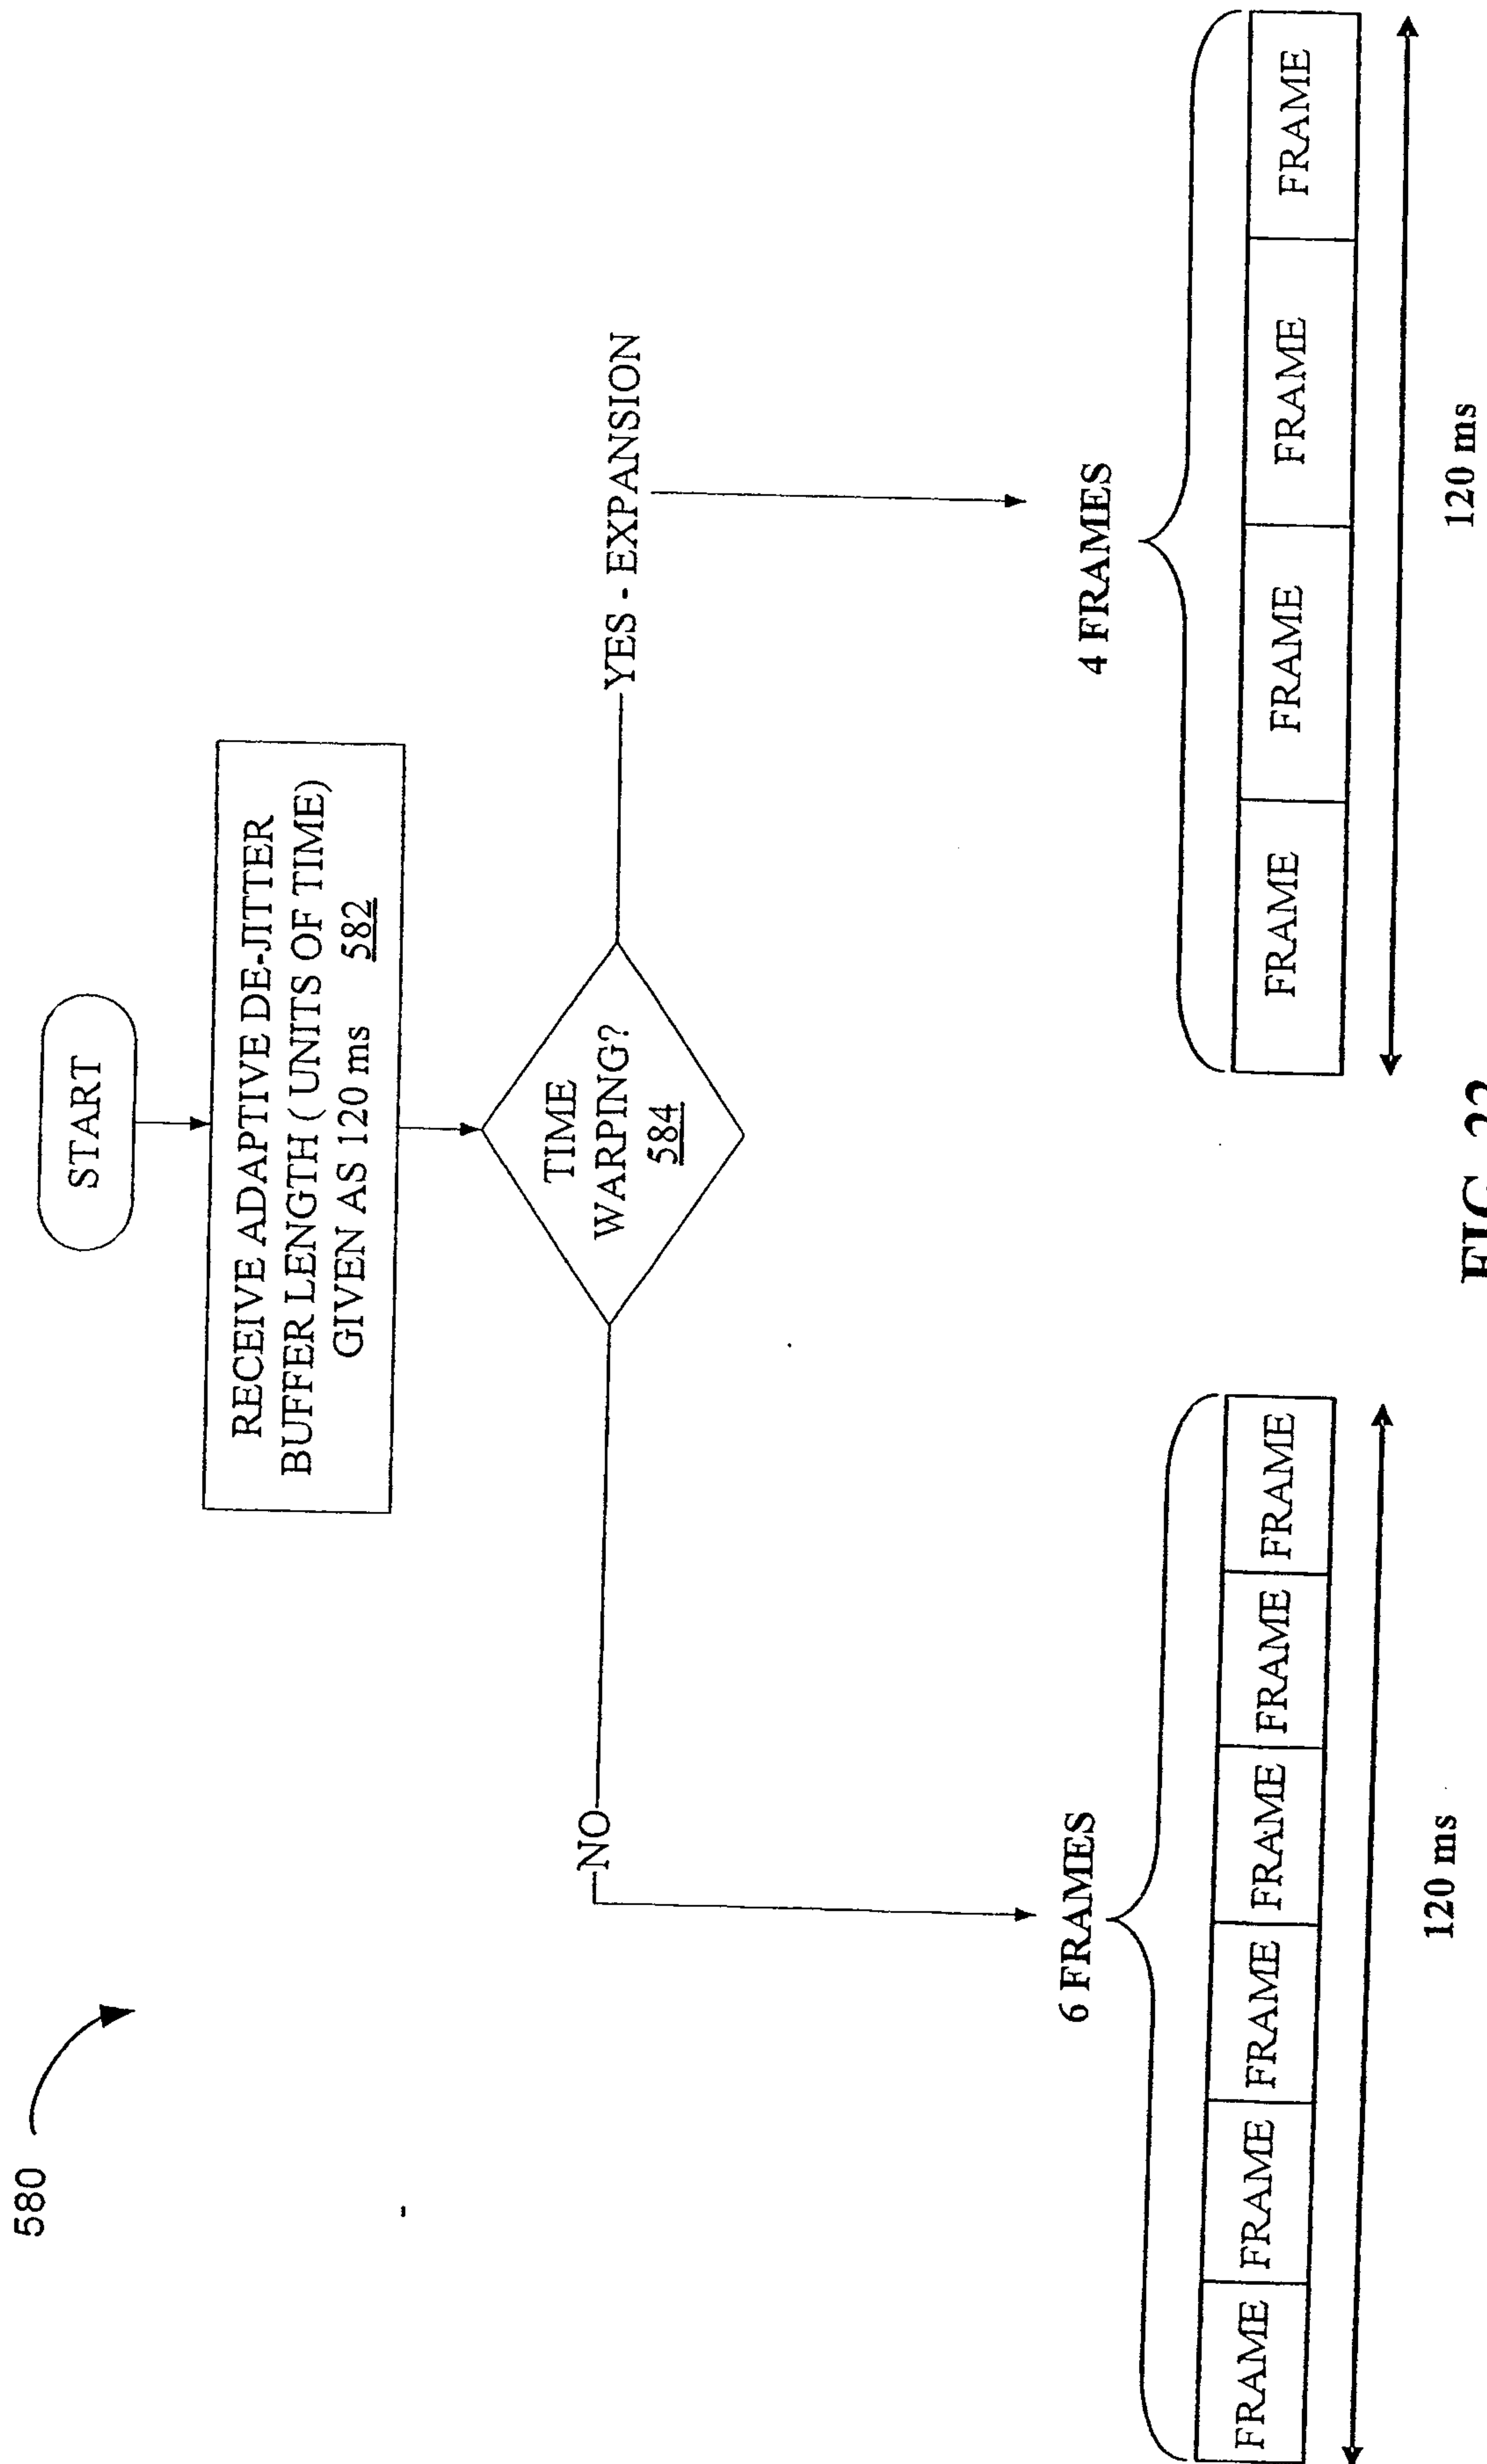 580
START
RECEIVE ADAPTIVE DE-JITTER
BUFFER LENGTH ( UNITS OF TIME)
GIVEN AS 120 ms 582
TIME
WARPING?
584
NO
YES - EXPANSION
6 FRAMES
4 FRAMES
FRAME FRAME FRAME FRAME FRAME FRAME
FRAME FRAME FRAME FRAME
120 ms
120 ms